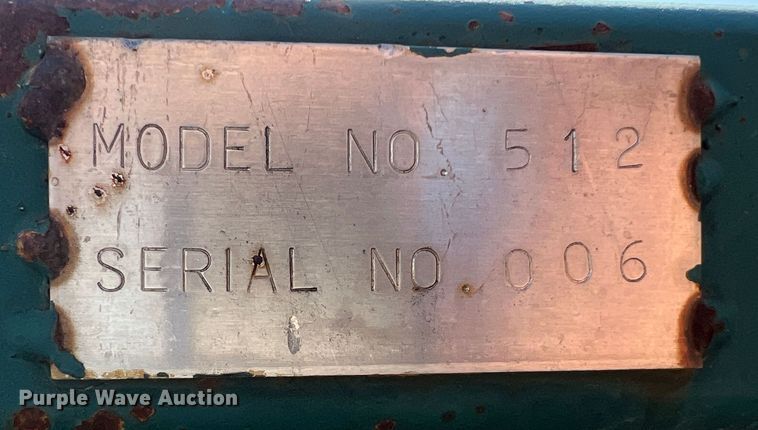 MODEL NO. 512
SERIAL NO. 006
Purple Wave Auction